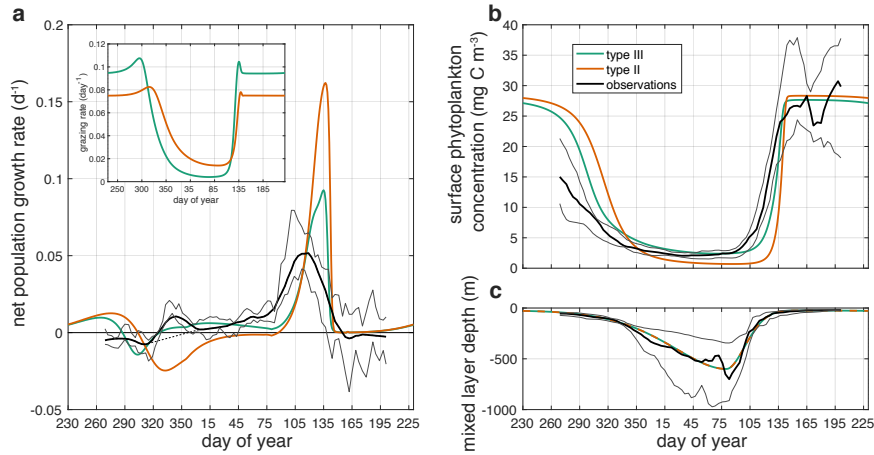 a
net population growth rate (d⁻¹)
0.2
0.15
0.1
0.05
0
-0.05
230 260 290 320 350 15 45 75 105 135 165 195 225
day of year
grazing rate (day⁻¹)
0.12
0.1
0.08
0.06
0.04
0.02
0
250 300 35 85 135 185
day of year
b
surface phytoplankton
concentration (mg C m⁻³)
40
35
30
25
20
15
10
5
0
type III
type II
observations
c
mixed layer depth (m)
0
-500
-1000
230 260 290 320 350 15 45 75 105 135 165 195 225
day of year